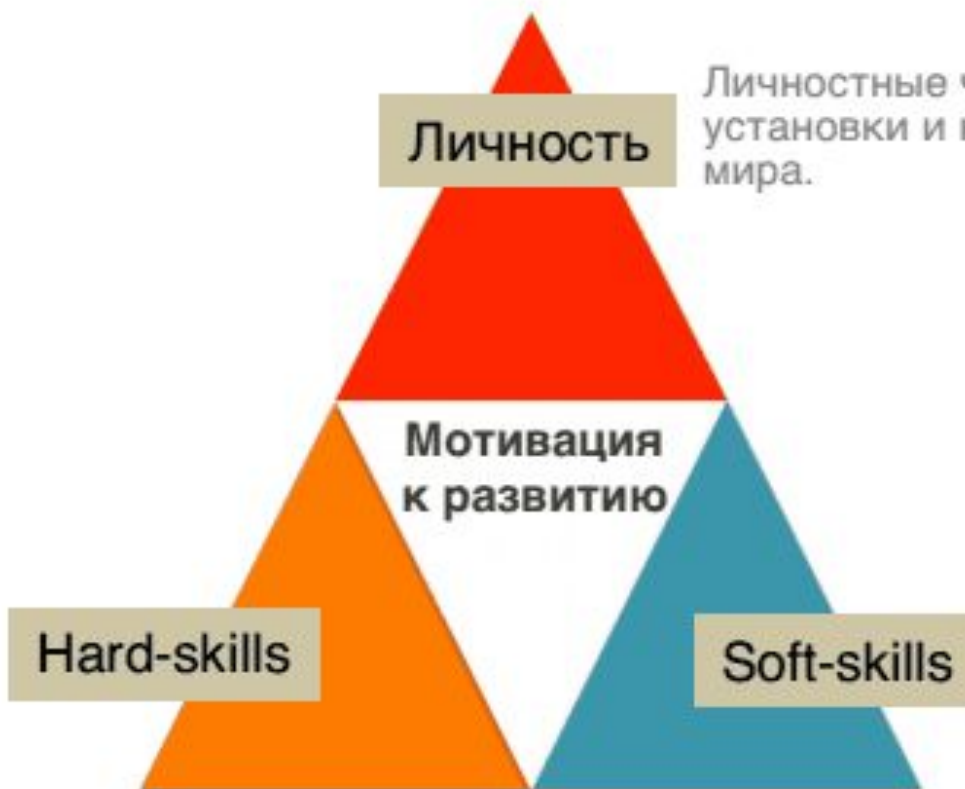 Личность
Личностные
установки и
мира.
Мотивация
к развитию
Hard-skills
Soft-skills